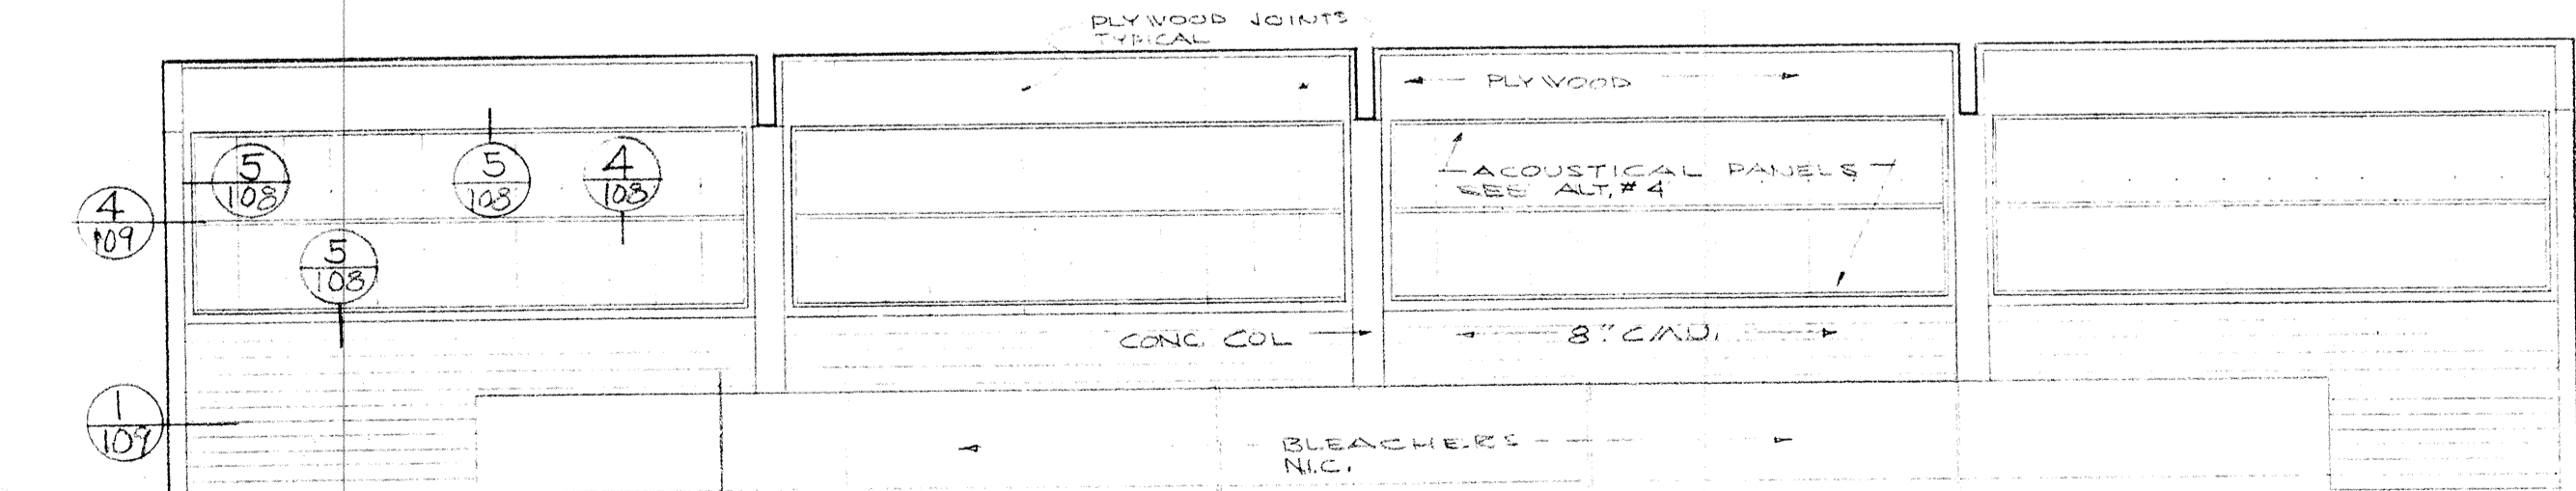 PLYWOOD JOINTS
TYPICAL
PLYWOOD
5
108
5
108
4
108
ACOUSTICAL PANELS
SEE ALT. #4
4
109
5
108
CONC. COL
8" C.M.U.
1
109
BLEACHERS
N.I.C.